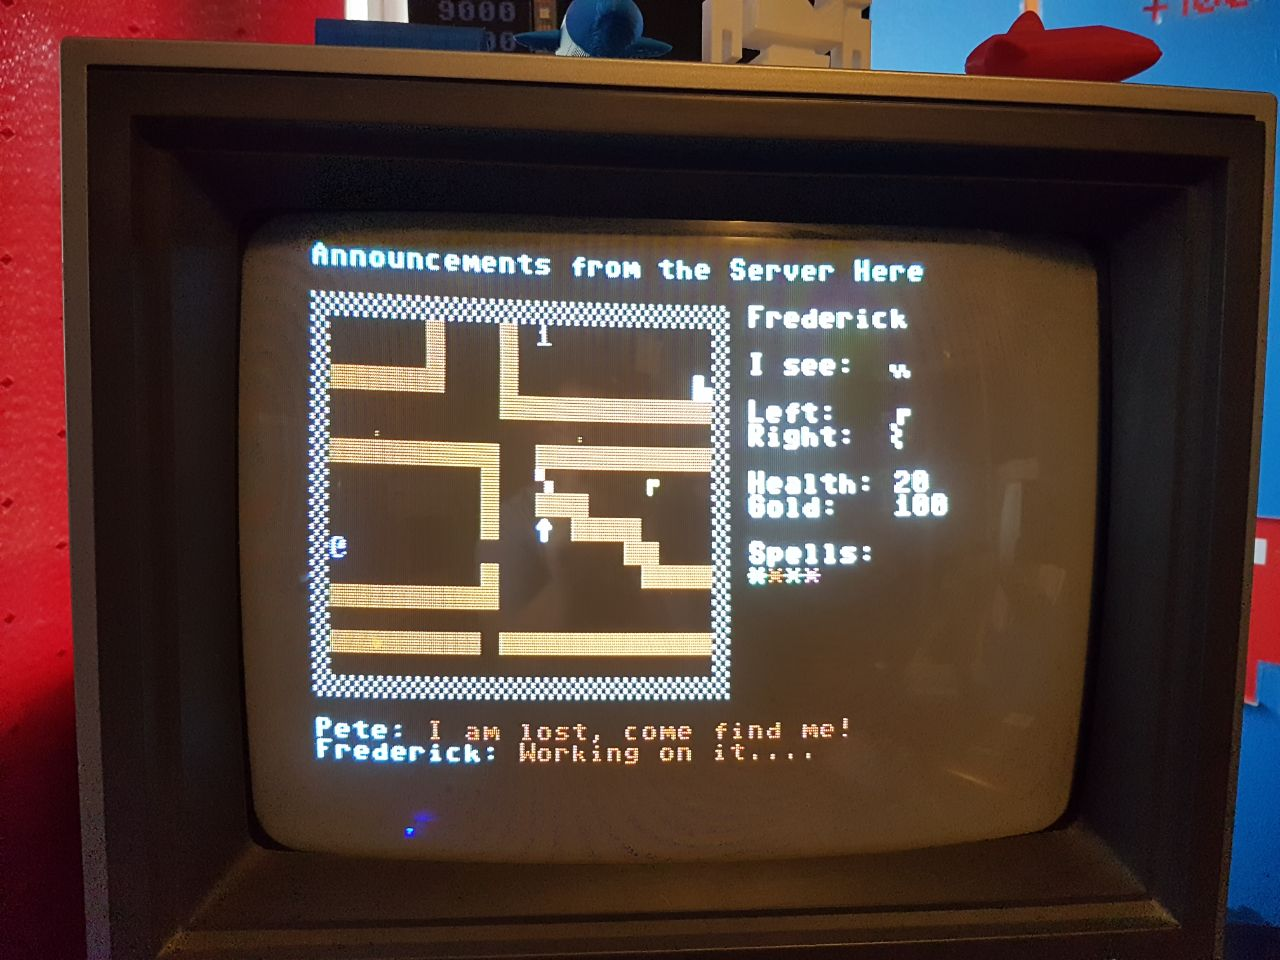 9000
Announcements from the Server Here
Frederick
I see:
Left:
Right:
Health: 20
Gold: 100
Spells:
****
Pete: I am lost, come find me!
Frederick: Working on it....